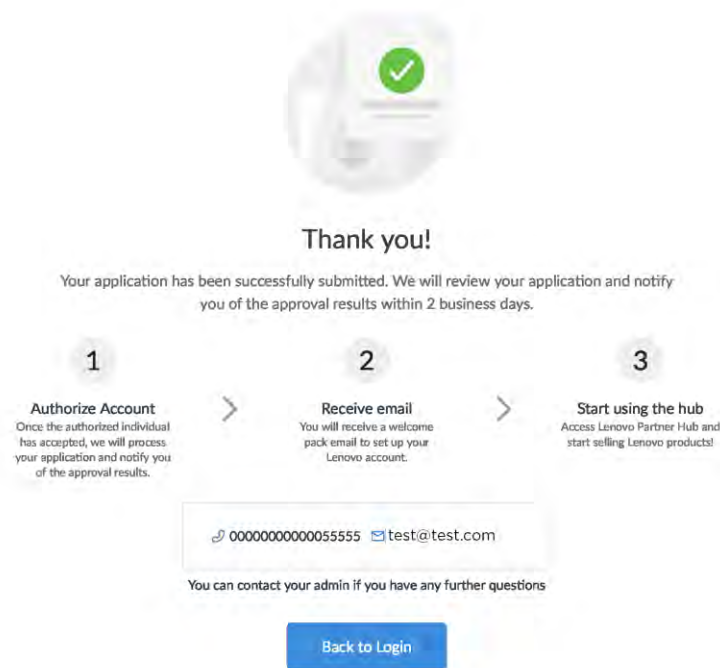 Thank you!
Your application has been successfully submitted. We will review your application and notify
you of the approval results within 2 business days.
1
Authorize Account
Once the authorized individual
has accepted, we will process
your application and notify you
of the approval results.
2
Receive email
You will receive a welcome
pack email to set up your
Lenovo account.
3
Start using the hub
Access Lenovo Partner Hub and
start selling Lenovo products!
00000000000055555 test@test.com
You can contact your admin if you have any further questions
Back to Login